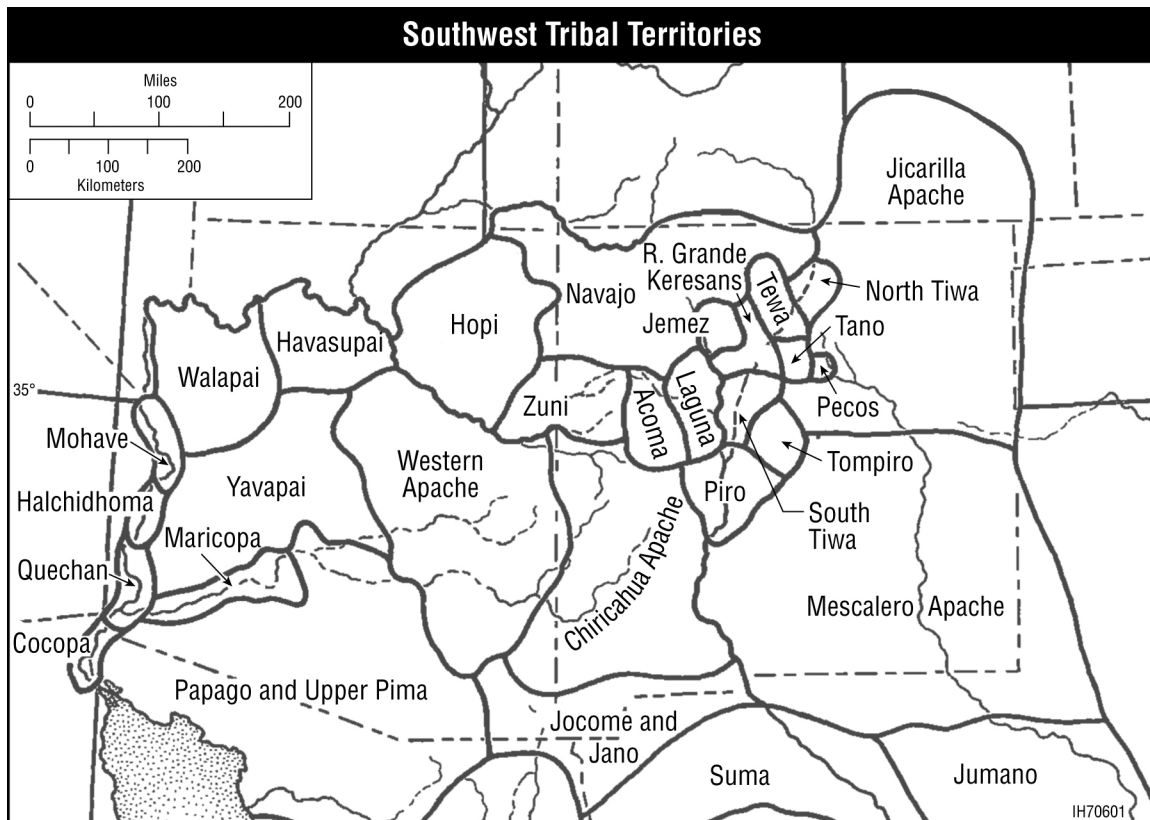 Southwest Tribal Territories
Miles
0 100 200
0 100 200
Kilometers
Jicarilla
Apache
R. Grande
Keresans
Tewa
North Tiwa
Navajo
Jemez
Tano
Hopi
Havasupai
Walapai
35°
Zuni
Acoma
Laguna
Pecos
Mohave
Tompiro
Western
Apache
Yavapai
Piro
Halchidhoma
South
Tiwa
Maricopa
Chiricahua Apache
Quechan
Mescalero Apache
Cocopa
Papago and Upper Pima
Jocome and
Jano
Suma
Jumano
IH70601